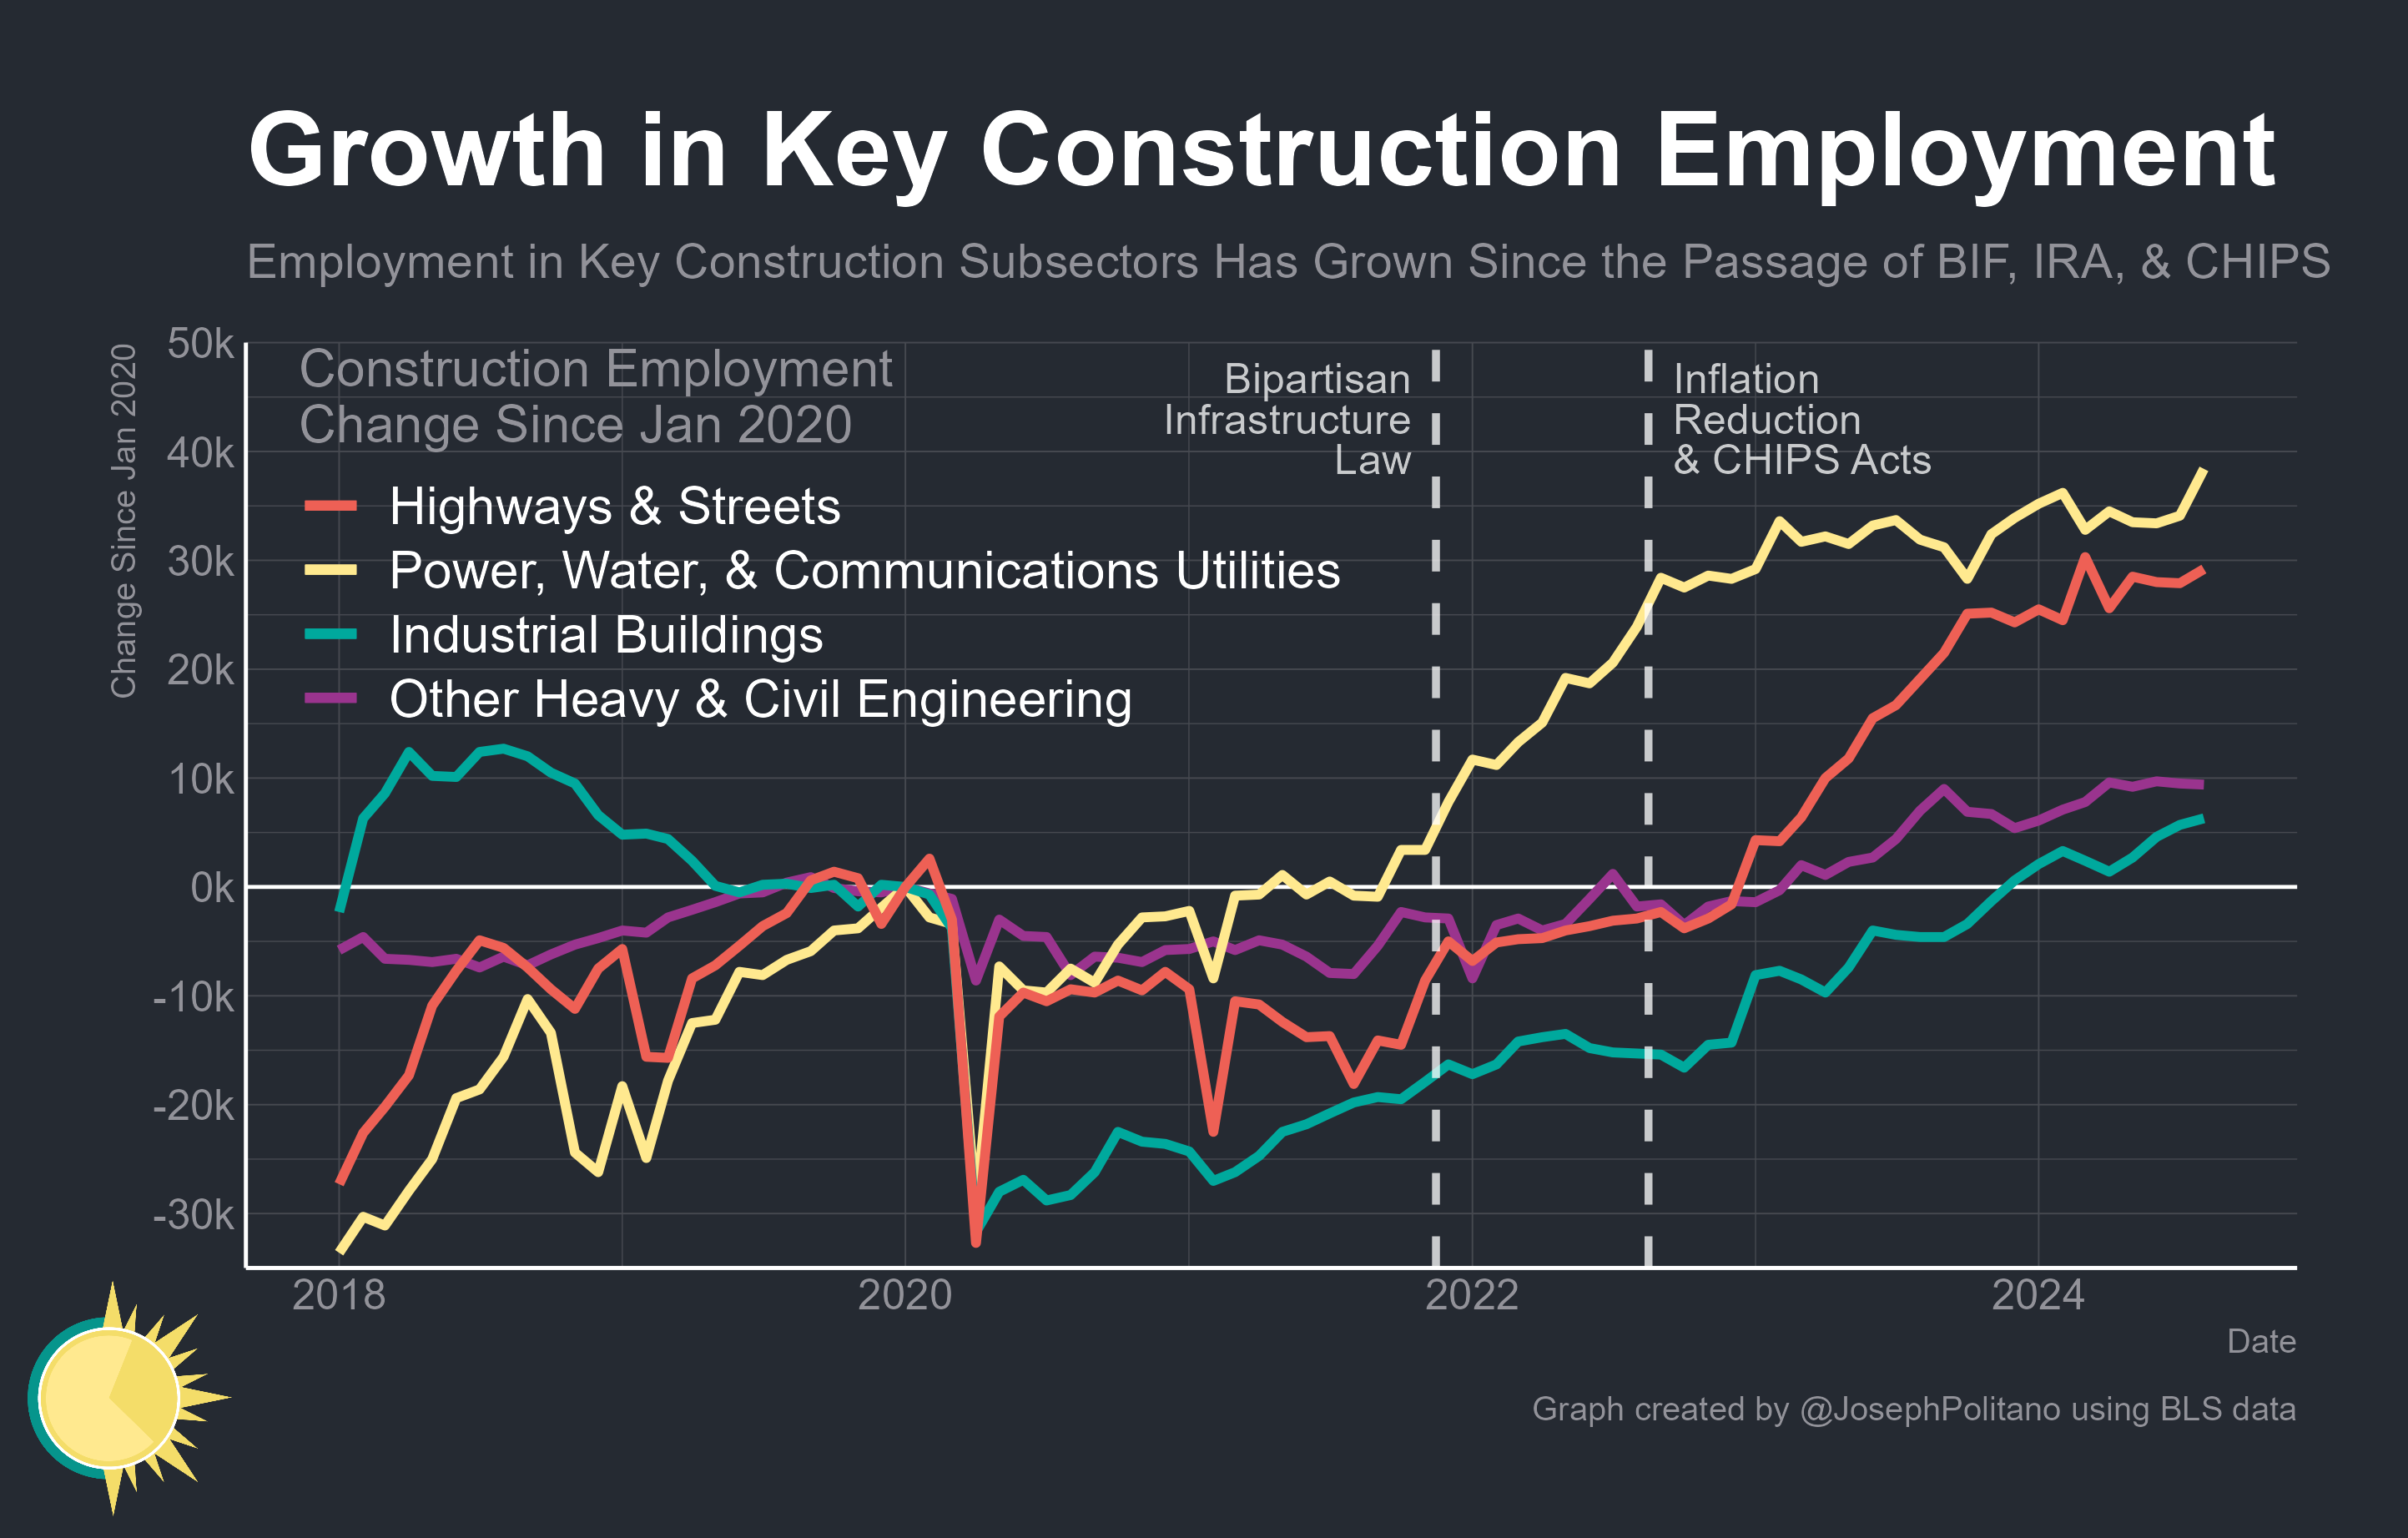 Growth in Key Construction Employment
Employment in Key Construction Subsectors Has Grown Since the Passage of BIF, IRA, & CHIPS
Change Since Jan 2020
50k
40k
30k
20k
10k
0k
-10k
-20k
-30k
Construction Employment
Change Since Jan 2020
Highways & Streets
Power, Water, & Communications Utilities
Industrial Buildings
Other Heavy & Civil Engineering
Bipartisan
Infrastructure
Law
Inflation
Reduction
& CHIPS Acts
2018
2020
2022
2024
Date
Graph created by @JosephPolitano using BLS data